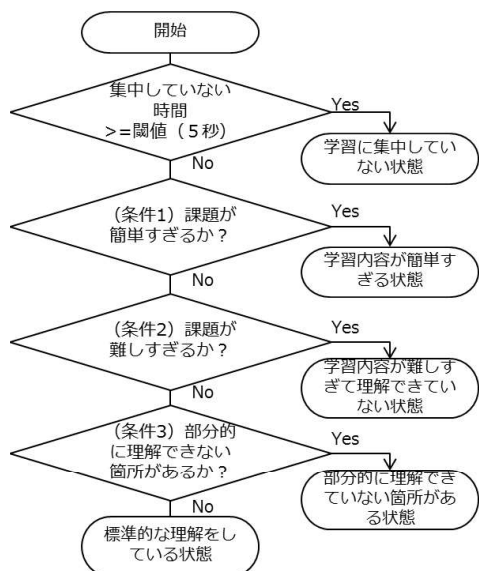 開始
集中していない
時間
>=閾値（５秒）
Yes
学習に集中してい
ない状態
No
（条件1）課題が
簡単すぎるか？
Yes
学習内容が簡単す
ぎる状態
No
（条件2）課題が
難しすぎるか？
Yes
学習内容が難しす
ぎて理解できてい
ない状態
No
（条件3）部分的
に理解できない
箇所があるか？
Yes
部分的に理解でき
ていない箇所があ
る状態
No
標準的な理解をし
ている状態